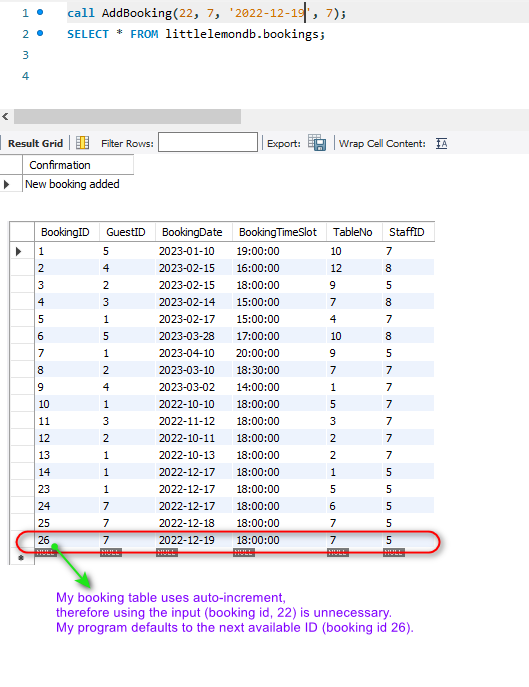 1 call AddBooking(22, 7, '2022-12-19', 7);
2 SELECT * FROM littlelemondb.bookings;
3
4
Result Grid Filter Rows: Export: Wrap Cell Content:
Confirmation
New booking added
BookingID GuestID BookingDate BookingTimeSlot TableNo StaffID
1 5 2023-01-10 19:00:00 10 7
2 4 2023-02-15 16:00:00 12 8
3 2 2023-02-15 18:00:00 9 5
4 3 2023-02-14 15:00:00 7 8
5 1 2023-02-17 15:00:00 4 7
6 5 2023-03-28 17:00:00 10 8
7 1 2023-04-10 20:00:00 9 5
8 2 2023-03-10 18:30:00 7 7
9 4 2023-03-02 14:00:00 1 7
10 1 2022-10-10 18:00:00 5 7
11 3 2022-11-12 18:00:00 3 7
12 2 2022-10-11 18:00:00 2 7
13 1 2022-10-13 18:00:00 2 7
14 1 2022-12-17 18:00:00 1 5
23 1 2022-12-17 18:00:00 5 5
24 7 2022-12-17 18:00:00 6 5
25 7 2022-12-18 18:00:00 7 5
26 7 2022-12-19 18:00:00 7 5
NULL NULL NULL NULL NULL NULL
My booking table uses auto-increment,
therefore using the input (booking id, 22) is unnecessary.
My program defaults to the next available ID (booking id 26).